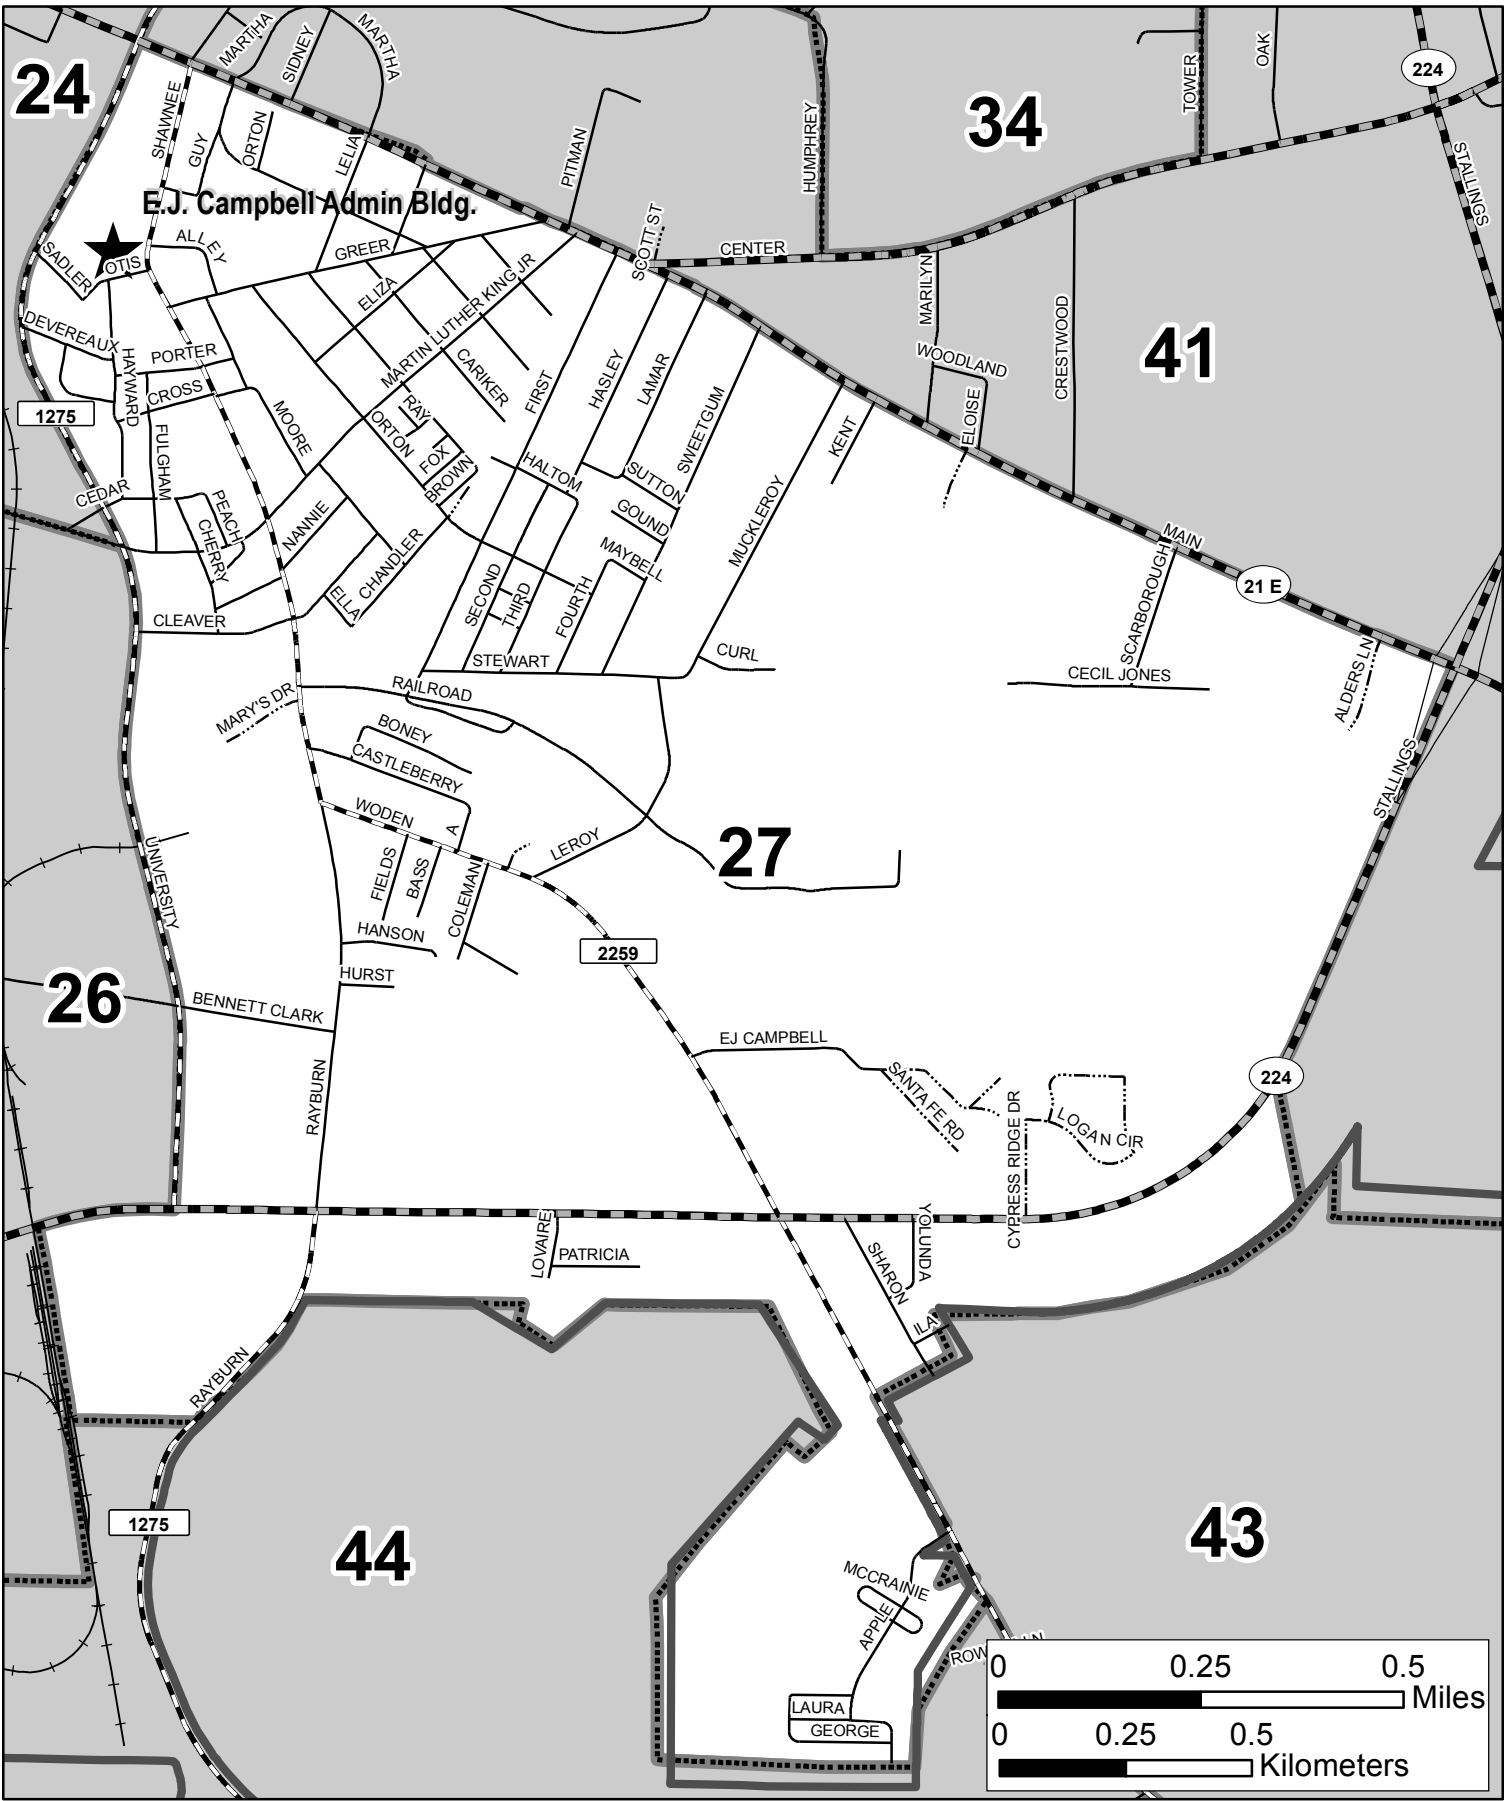 MARTHA
SIDNEY
MARTHA
24
SHAWNEE
GUY
ORTON
LELIA
PITMAN
HUMPHREY
34
TOWER
OAK
224
STALLINGS
E.J. Campbell Admin Bldg.
SADLER
OTIS
ALLEY
GREER
SCOTT ST
CENTER
MARILYN
CRESTWOOD
41
DEVEREAUX
HAYWARD
PORTER
CROSS
ELIZA
MARTIN LUTHER KING JR
CARIKER
FIRST
HASLEY
LAMAR
SWEETGUM
WOODLAND
ELOISE
KENT
1275
FULGHAM
MOORE
ORTON
RAY
FOX
BROWN
HALTOM
SUTTON
GOUND
MAYBELL
MUCKLEROY
CEDAR
PEACH
CHERRY
NANNIE
ELLA
CHANDLER
SECOND
THIRD
FOURTH
MAIN
21 E
SCARBOROUGH
CLEAVER
STEWART
CURL
CECIL JONES
ALDERS LN
MARY'S DR
RAILROAD
BONEY
CASTLEBERRY
WODEN
A
LEROY
27
STALLINGS
UNIVERSITY
FIELDS
BASS
COLEMAN
HANSON
HURST
2259
26
BENNETT CLARK
RAYBURN
EJ CAMPBELL
SANTA FE RD
CYPRESS RIDGE DR
LOGAN CIR
224
LOVAIRE
PATRICIA
SHARON
YOLUNDA
ILA
RAYBURN
1275
44
43
MCCRAINIE
APPLE
LAURA
GEORGE
0 0.25 0.5
Miles
0 0.25 0.5
Kilometers